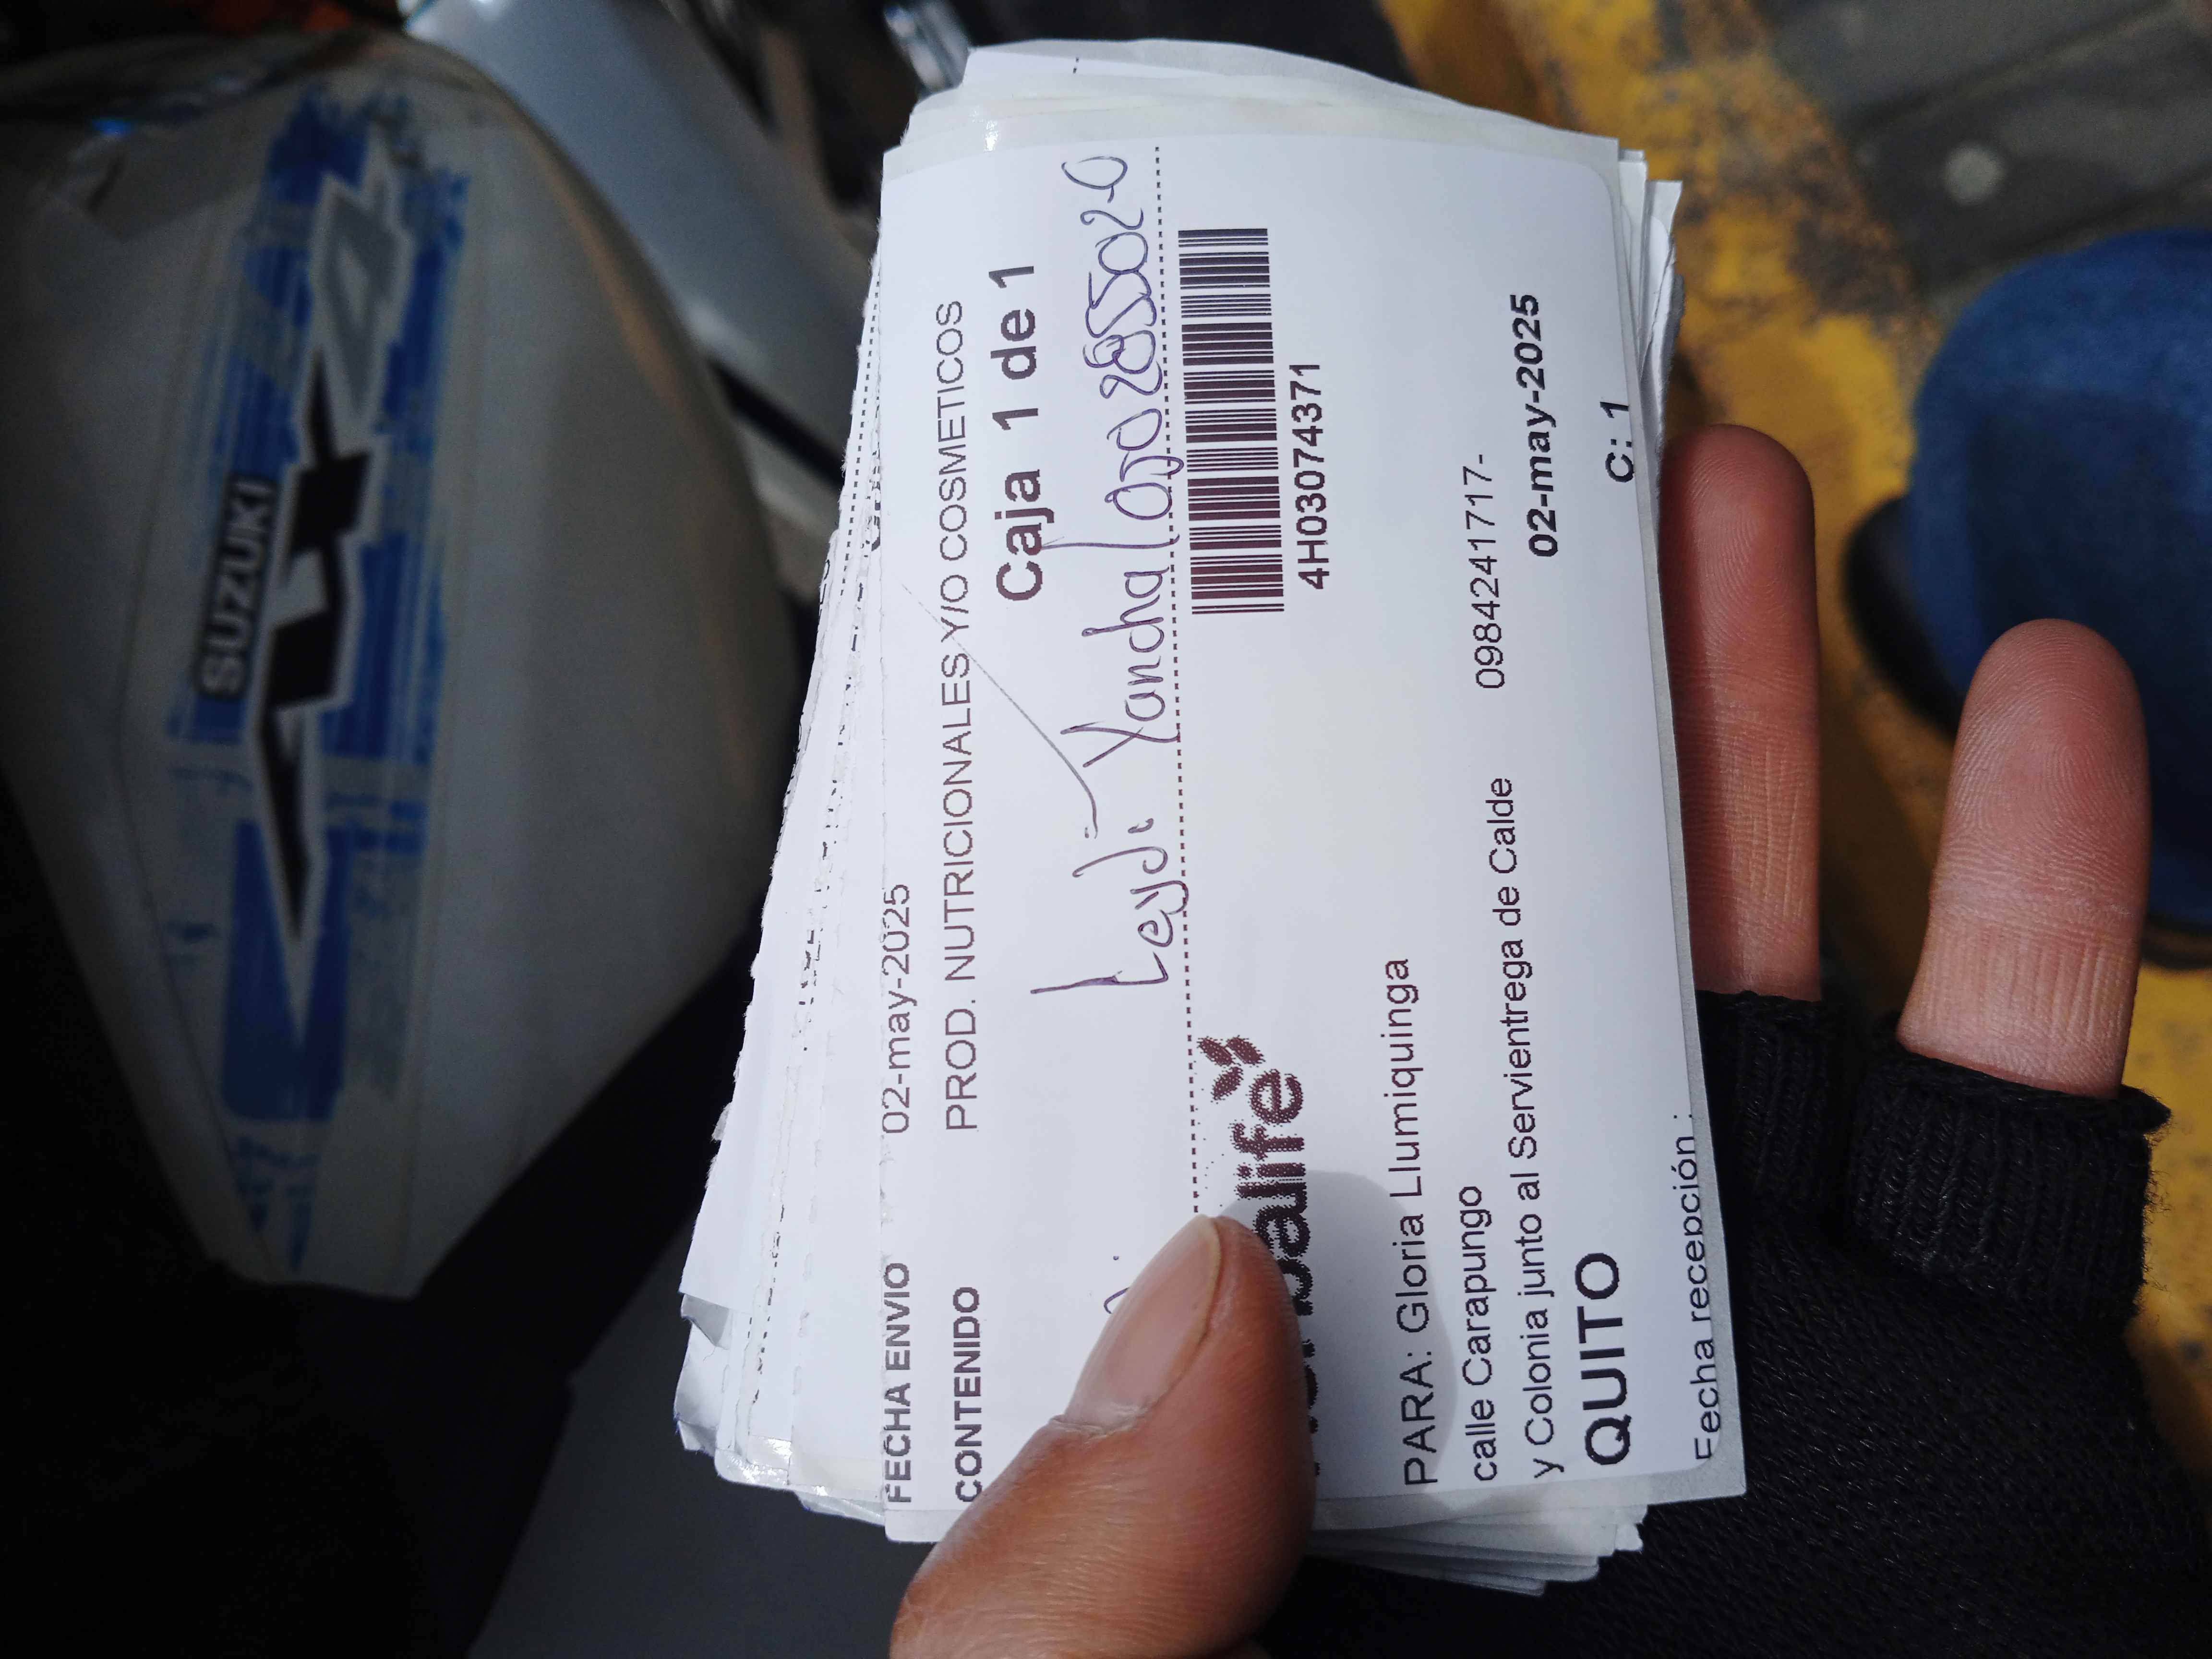 FECHA ENVIO 02-may-2025
CONTENIDO PROD. NUTRICIONALES Y/O COSMETICOS
Caja 1 de 1
Leydi Yancha
4H03074371
PARA: Gloria Llumiquinga
calle Carapungo 0984241717-
y Colonia junto al Servientrega de Calde
QUITO 02-may-2025
C: 1
Fecha recepción :
SUZUKI